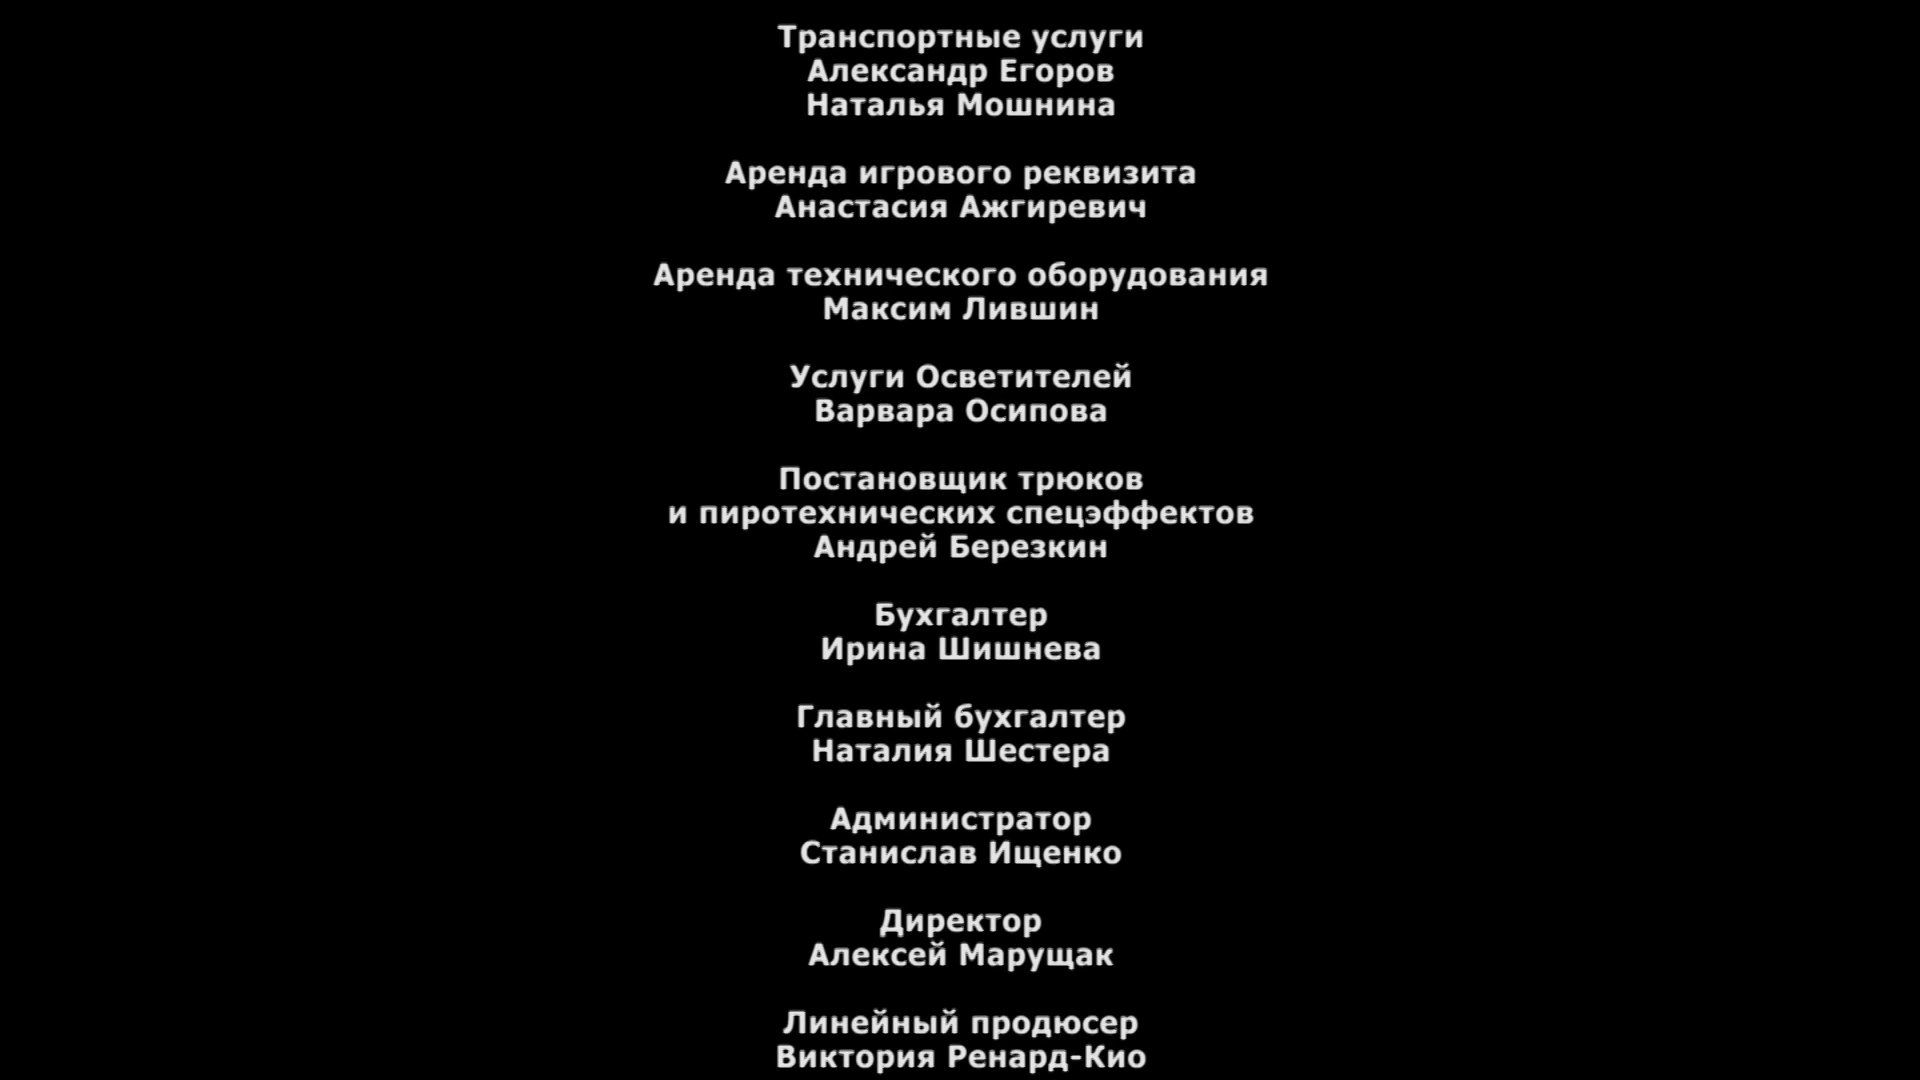 Транспортные услуги
Александр Егоров
Наталья Мошнина
Аренда игрового реквизита
Анастасия Ажгиревич
Аренда технического оборудования
Максим Лившин
Услуги Осветителей
Варвара Осипова
Постановщик трюков
и пиротехнических спецэффектов
Андрей Березкин
Бухгалтер
Ирина Шишнева
Главный бухгалтер
Наталия Шестера
Администратор
Станислав Ищенко
Директор
Алексей Марущак
Линейный продюсер
Виктория Ренард-Кио